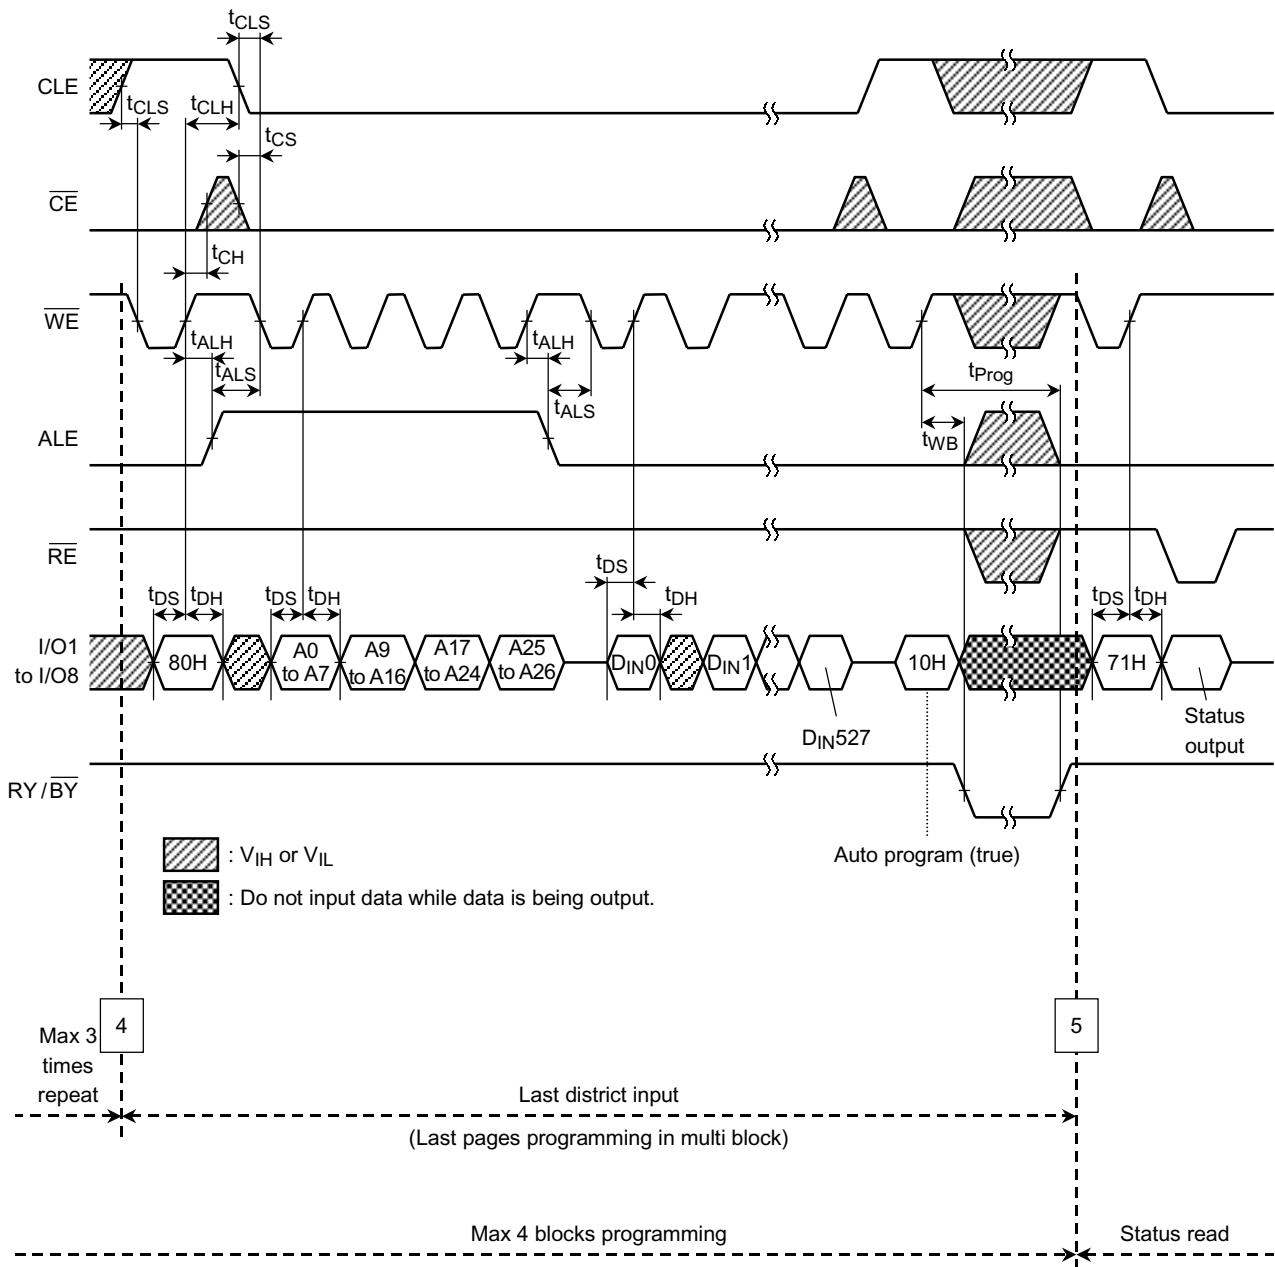 tCLS
CLE
tCLS
tCLH
tCS
CE
tCH
WE
tALH
tALS
tALH
tALS
tProg
tWB
ALE
RE
tDS
tDH
tDS
tDH
tDS
tDH
tDS
tDH
I/O1
to I/O8
80H
A0
to A7
A9
to A16
A17
to A24
A25
to A26
DIN0
DIN1
10H
71H
DIN527
Status
output
RY/BY
Auto program (true)
: VIH or VIL
: Do not input data while data is being output.
4
5
Max 3
times
repeat
Last district input
(Last pages programming in multi block)
Max 4 blocks programming
Status read